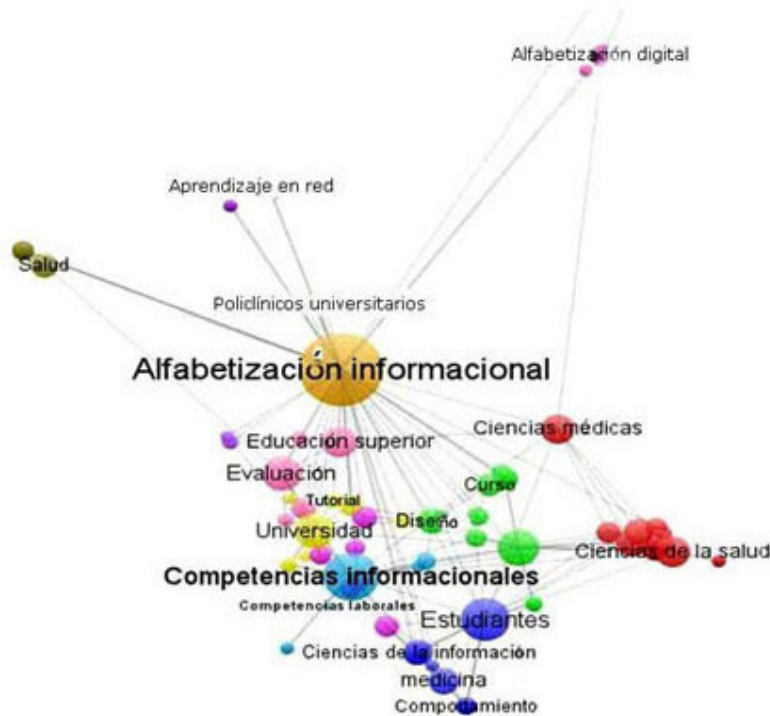 Alfabetización digital
Aprendizaje en red
Salud
Policlínicos universitarios
Alfabetización informacional
Ciencias médicas
Educación superior
Evaluación
Curso
Tutorial
Diseño
Universidad
Ciencias de la salud
Competencias informacionales
Competencias laborales
Estudiantes
Ciencias de la información
medicina
Comportamiento